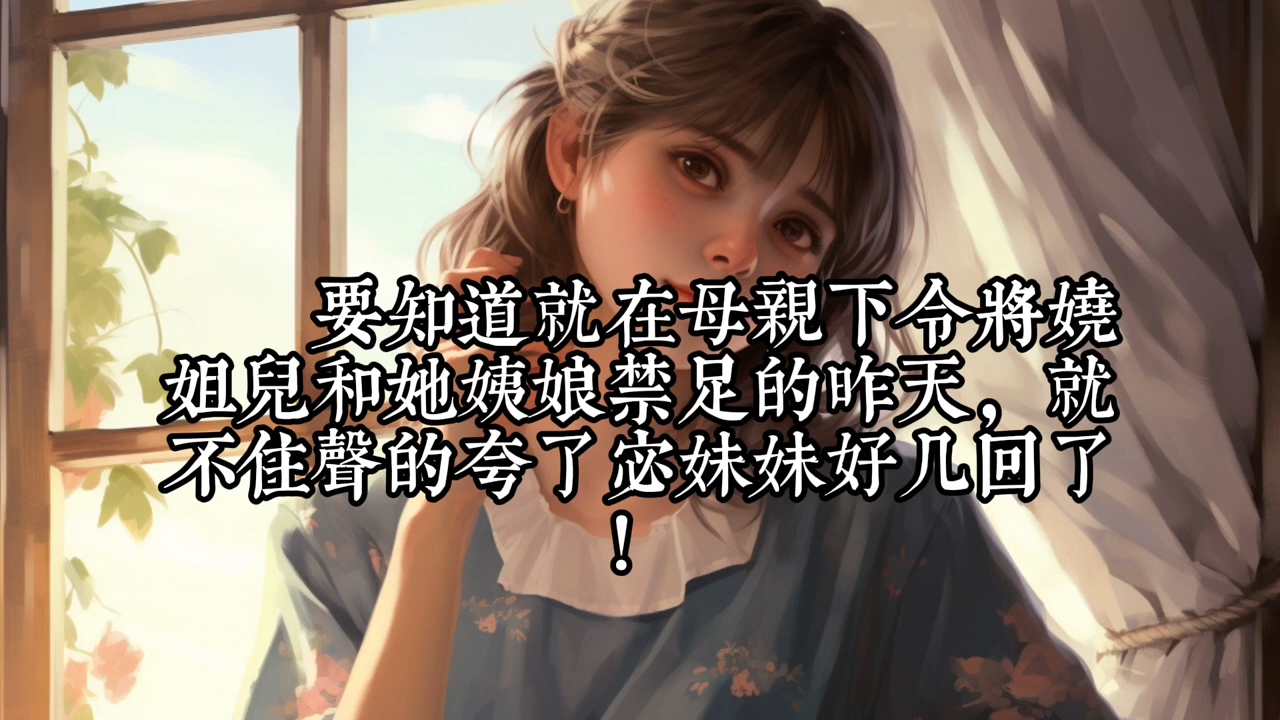 要知道就在母親下令將嬈
姐兒和她姨娘禁足的昨天，就
不住聲的夸了宓妹妹好几回了
！